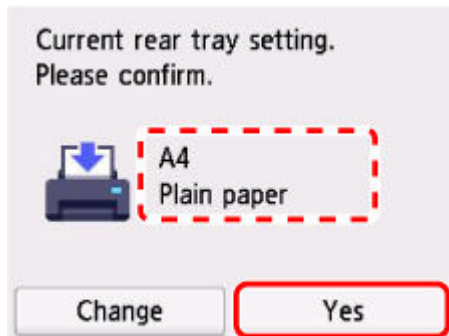 Current rear tray setting.
Please confirm.
A4
Plain paper
Change
Yes